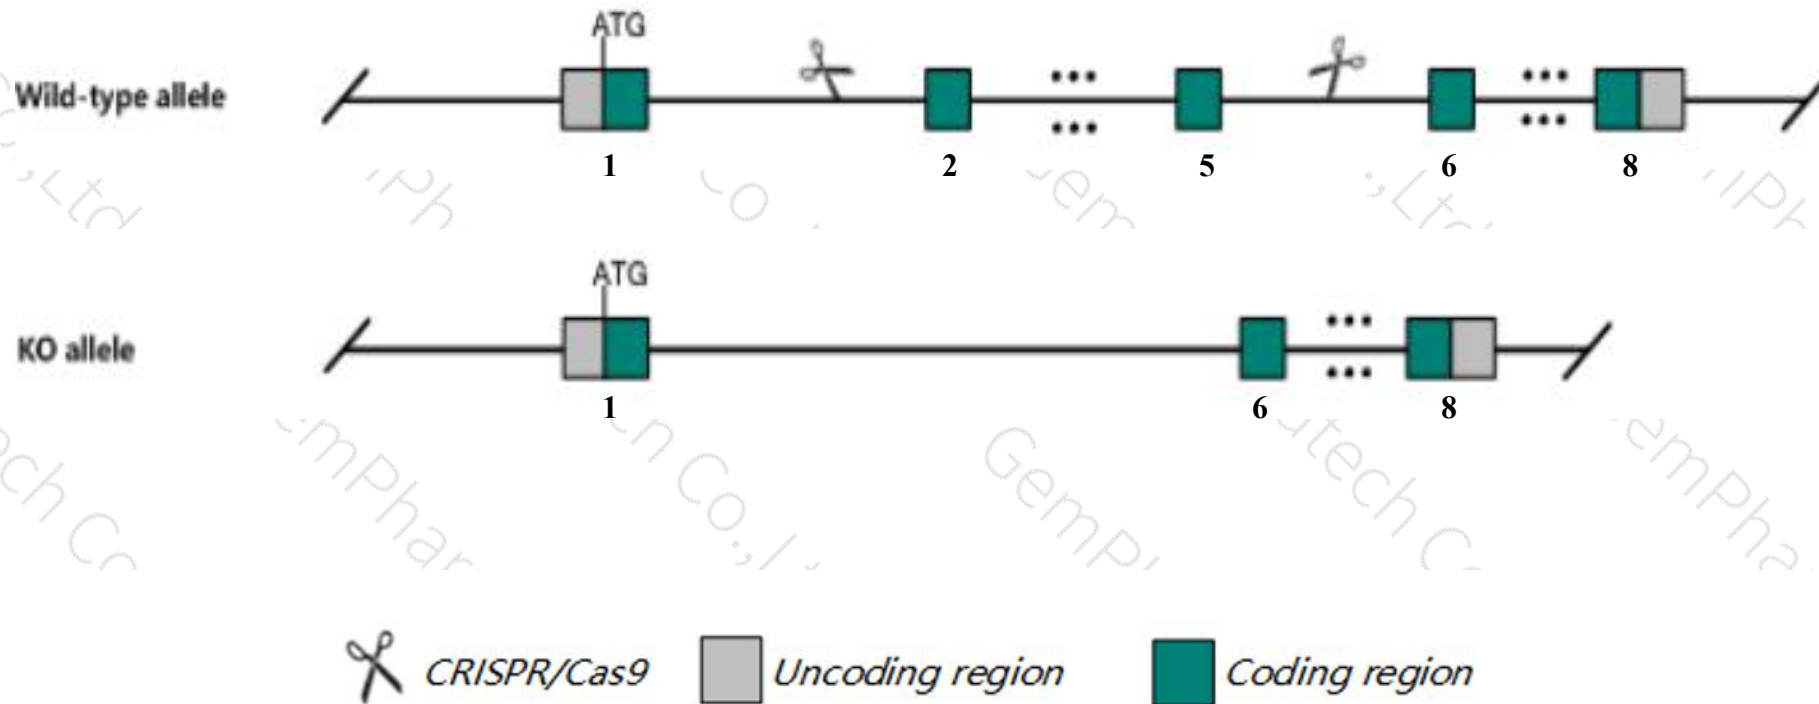 ATG
Wild-type allele
1 2 5 6 8
ATG
KO allele
1 6 8
CRISPR/Cas9 Uncoding region Coding region
GemPh